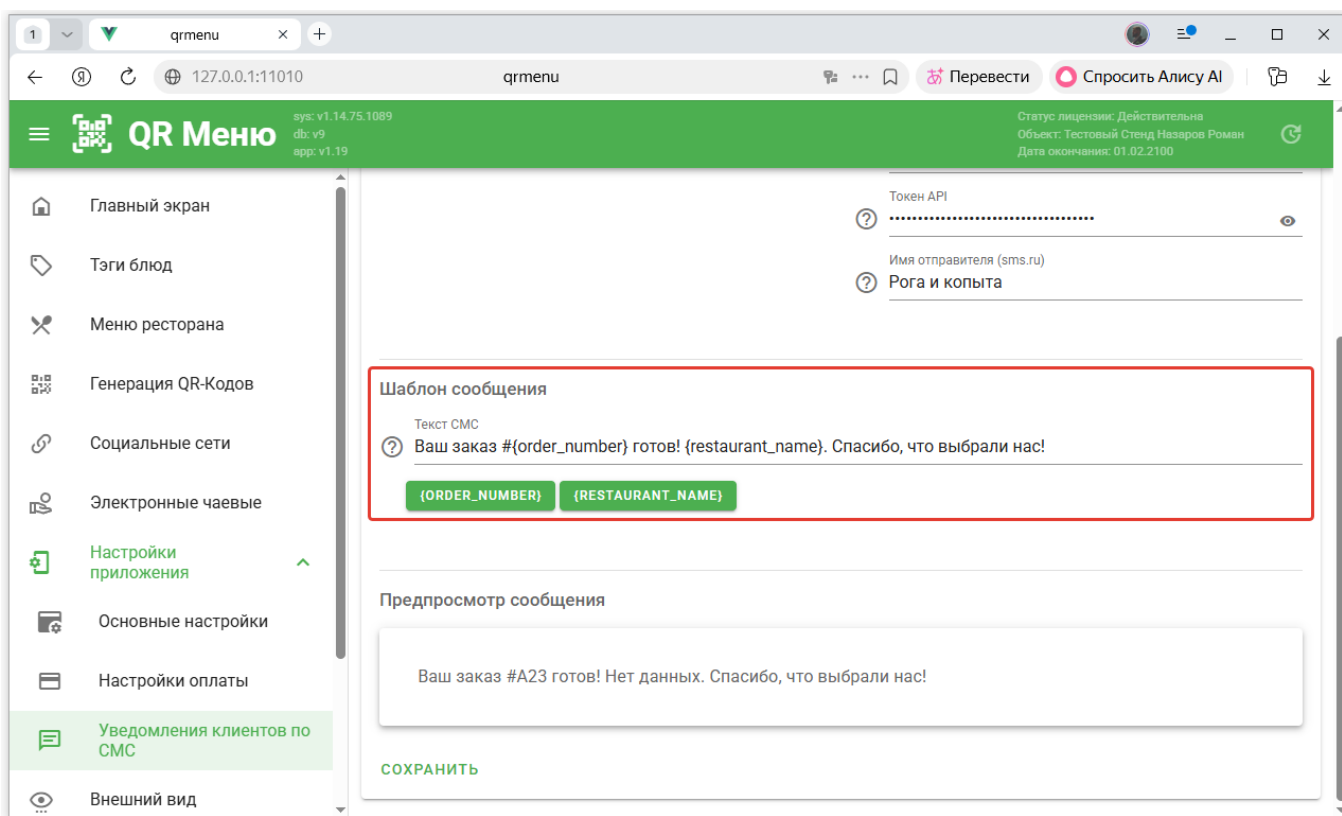 1
qrmenu
127.0.0.1:11010
qrmenu
Перевести
Спросить Алису AI
QR Меню
sys: v1.14.75.1089
db: v9
app: v1.19
Статус лицензии: Действительна
Объект: Тестовый Стенд Назаров Роман
Дата окончания: 01.02.2100
Главный экран
Тэги блюд
Меню ресторана
Генерация QR-Кодов
Социальные сети
Электронные чаевые
Настройки
приложения
Основные настройки
Настройки оплаты
Уведомления клиентов по
СМС
Внешний вид
Токен API
••••••••••••••••••••••••••••••••••••
Имя отправителя (sms.ru)
Рога и копыта
Шаблон сообщения
Текст СМС
Ваш заказ #{order_number} готов! {restaurant_name}. Спасибо, что выбрали нас!
{ORDER_NUMBER}
{RESTAURANT_NAME}
Предпросмотр сообщения
Ваш заказ #A23 готов! Нет данных. Спасибо, что выбрали нас!
СОХРАНИТЬ